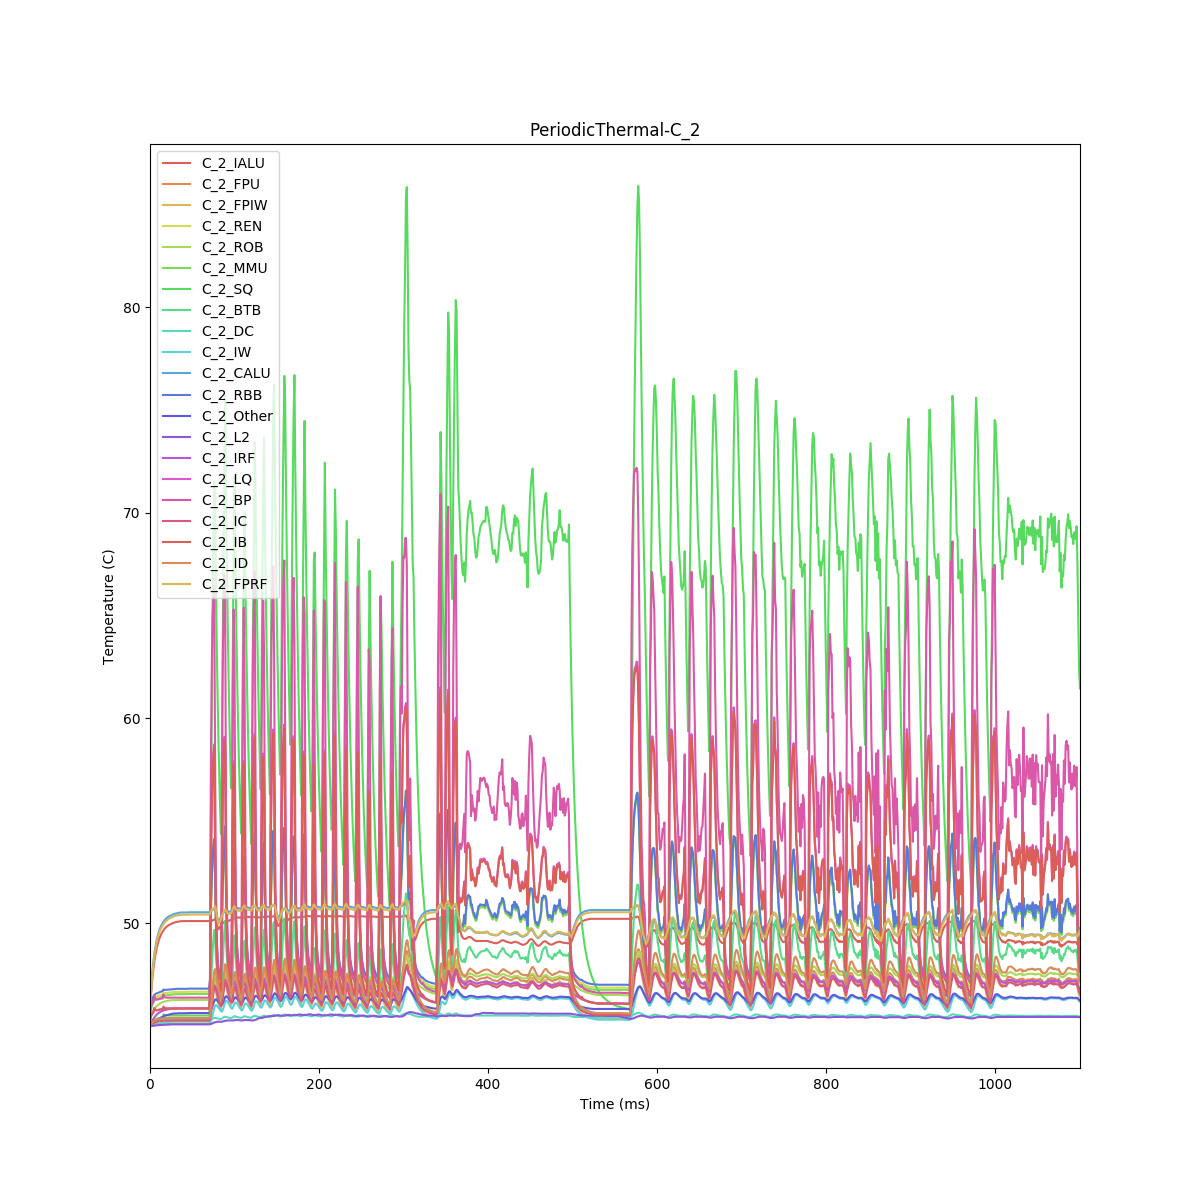 PeriodicThermal-C_2
C_2_IALU
C_2_FPU
C_2_FPIW
C_2_REN
C_2_ROB
C_2_MMU
C_2_SQ
C_2_BTB
C_2_DC
C_2_IW
C_2_CALU
C_2_RBB
C_2_Other
C_2_L2
C_2_IRF
C_2_LQ
C_2_BP
C_2_IC
C_2_IB
C_2_ID
C_2_FPRF
80
70
60
50
Temperature (C)
0 200 400 600 800 1000
Time (ms)